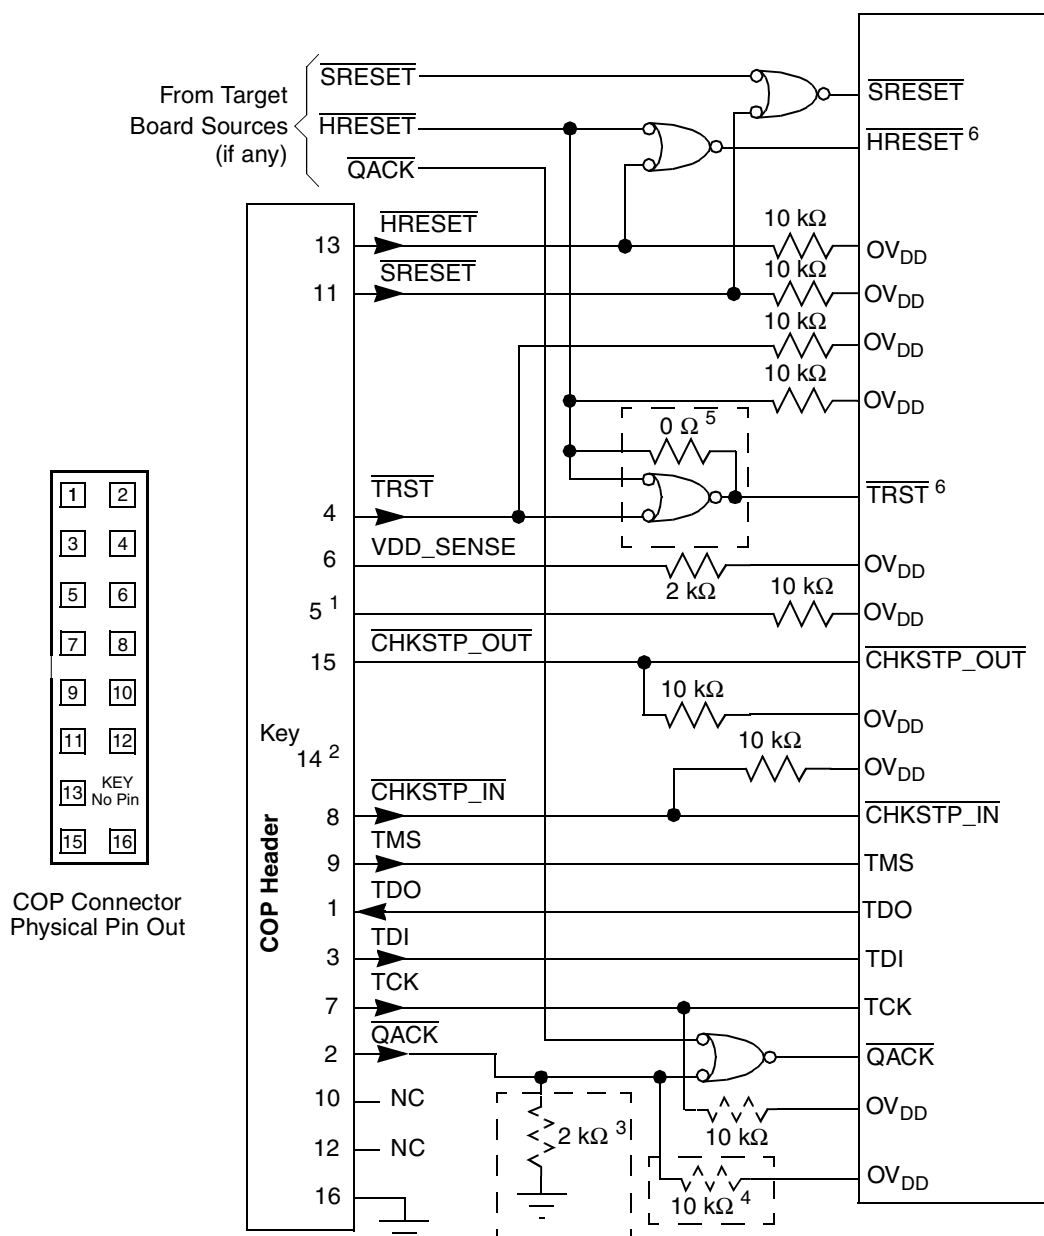 From Target
Board Sources
(if any)
SRESET
HRESET
QACK
SRESET
HRESET 6
13
HRESET
10 kΩ
OVDD
11
SRESET
10 kΩ
OVDD
10 kΩ
OVDD
10 kΩ
OVDD
0 Ω 5
4
TRST
TRST 6
6
VDD_SENSE
2 kΩ
OVDD
5 1
10 kΩ
OVDD
15
CHKSTP_OUT
CHKSTP_OUT
10 kΩ
OVDD
Key
14 2
10 kΩ
OVDD
8
CHKSTP_IN
CHKSTP_IN
9
TMS
TMS
1
TDO
TDO
3
TDI
TDI
7
TCK
TCK
2
QACK
QACK
10
NC
10 kΩ
OVDD
2 kΩ 3
12
NC
10 kΩ 4
OVDD
16
COP Header
1 2
3 4
5 6
7 8
9 10
11 12
13 KEY
No Pin
15 16
COP Connector
Physical Pin Out